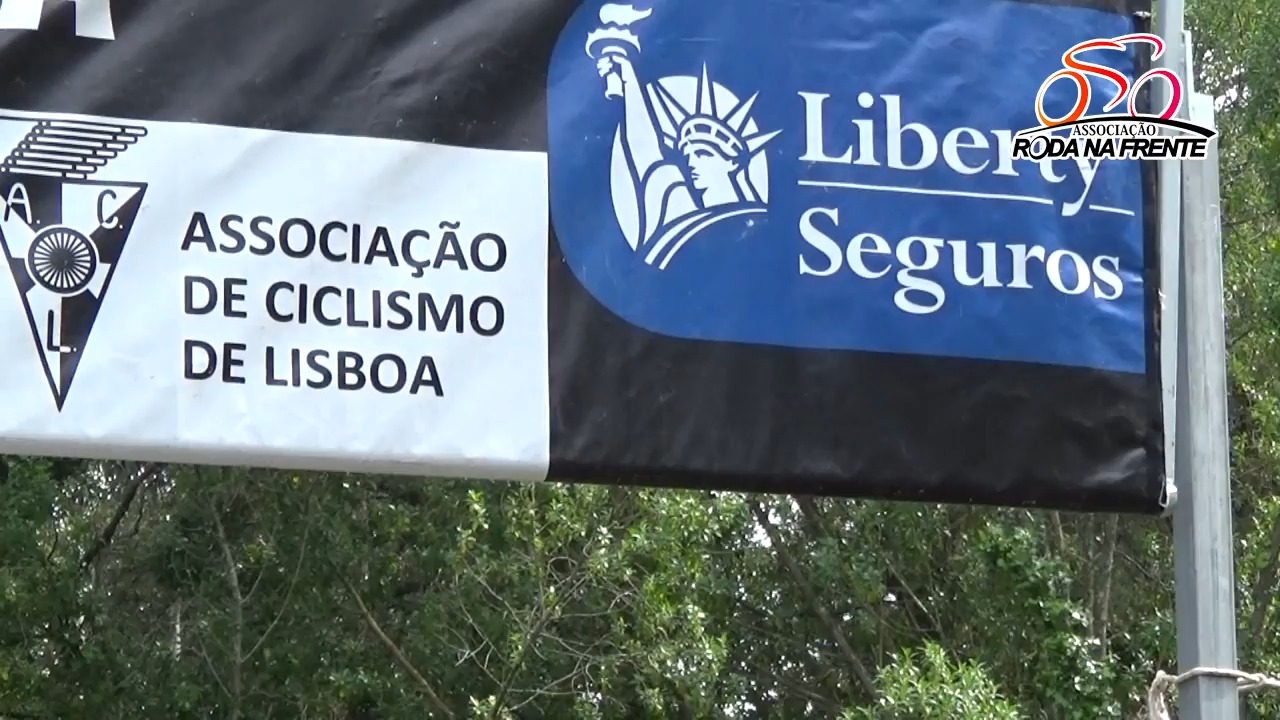 A. C.
L.
ASSOCIAÇÃO
DE CICLISMO
DE LISBOA
Liberty
Seguros
ASSOCIAÇÃO
RODA NA FRENTE